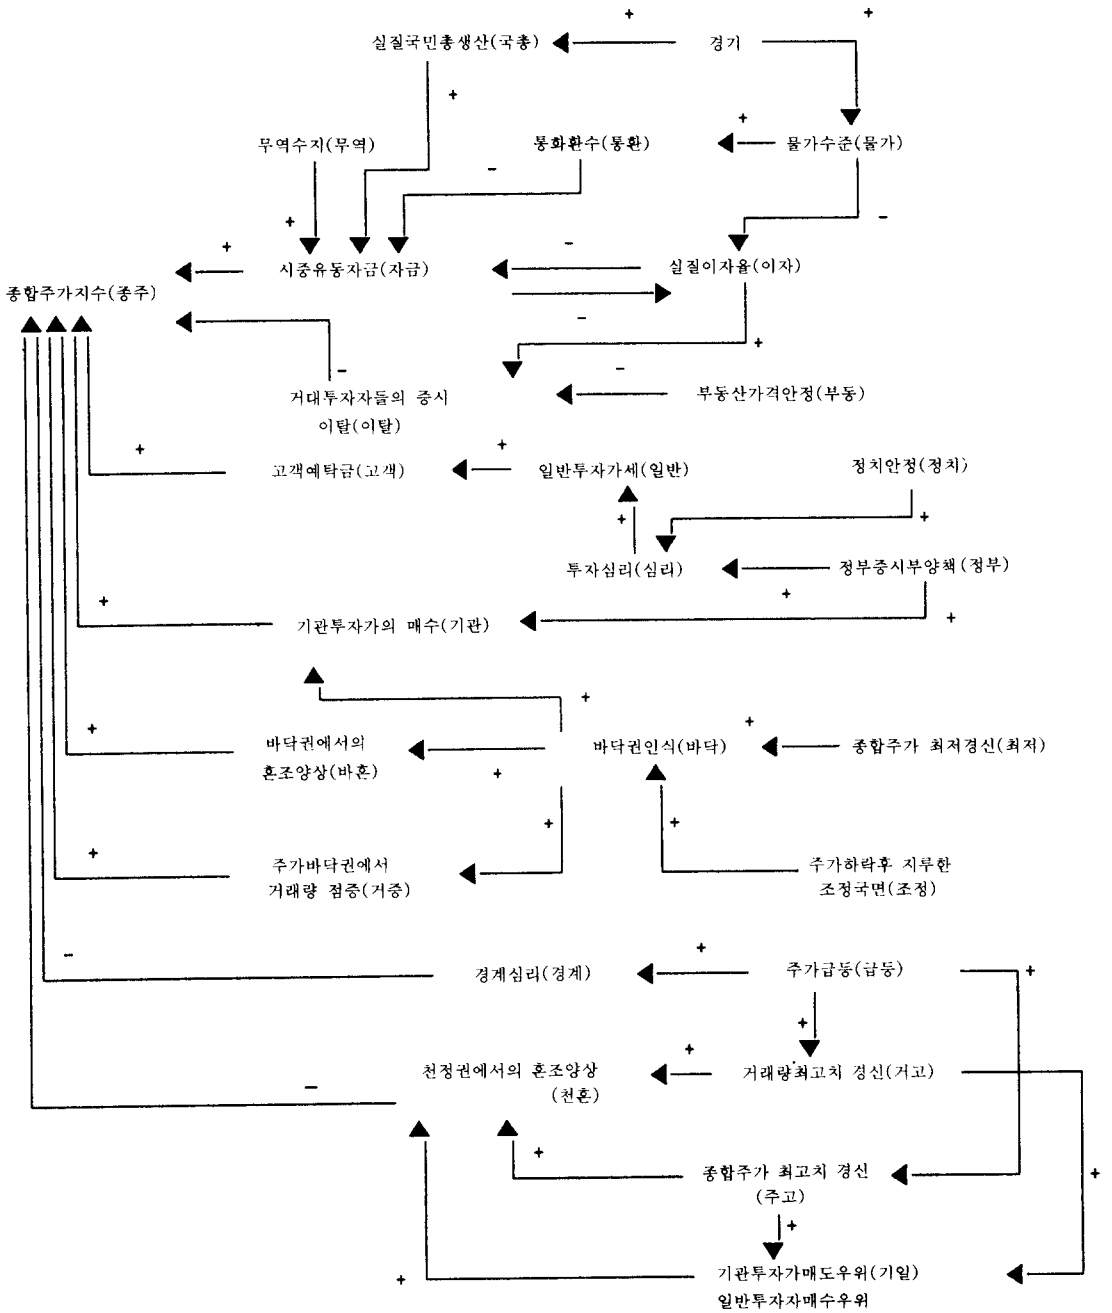 실질국민총생산(국총)
경기
무역수지(무역)
통화환수(통환)
물가수준(물가)
시중유동자금(자금)
실질이자율(이자)
종합주가지수(종주)
거대투자자들의 증시
이탈(이탈)
부동산가격안정(부동)
고객예탁금(고객)
일반투자가세(일반)
정치안정(정치)
투자심리(심리)
정부증시부양책(정부)
기관투자가의 매수(기관)
바닥권에서의
혼조양상(바혼)
바닥권인식(바닥)
종합주가 최저경신(최저)
주가바닥권에서
거래량 점증(거증)
주가하락후 지루한
조정국면(조정)
경계심리(경계)
주가급등(급등)
천정권에서의 혼조양상
(천혼)
거래량최고치 경신(거고)
종합주가 최고치 경신
(주고)
기관투자가매도우위(기일)
일반투자자매수우위